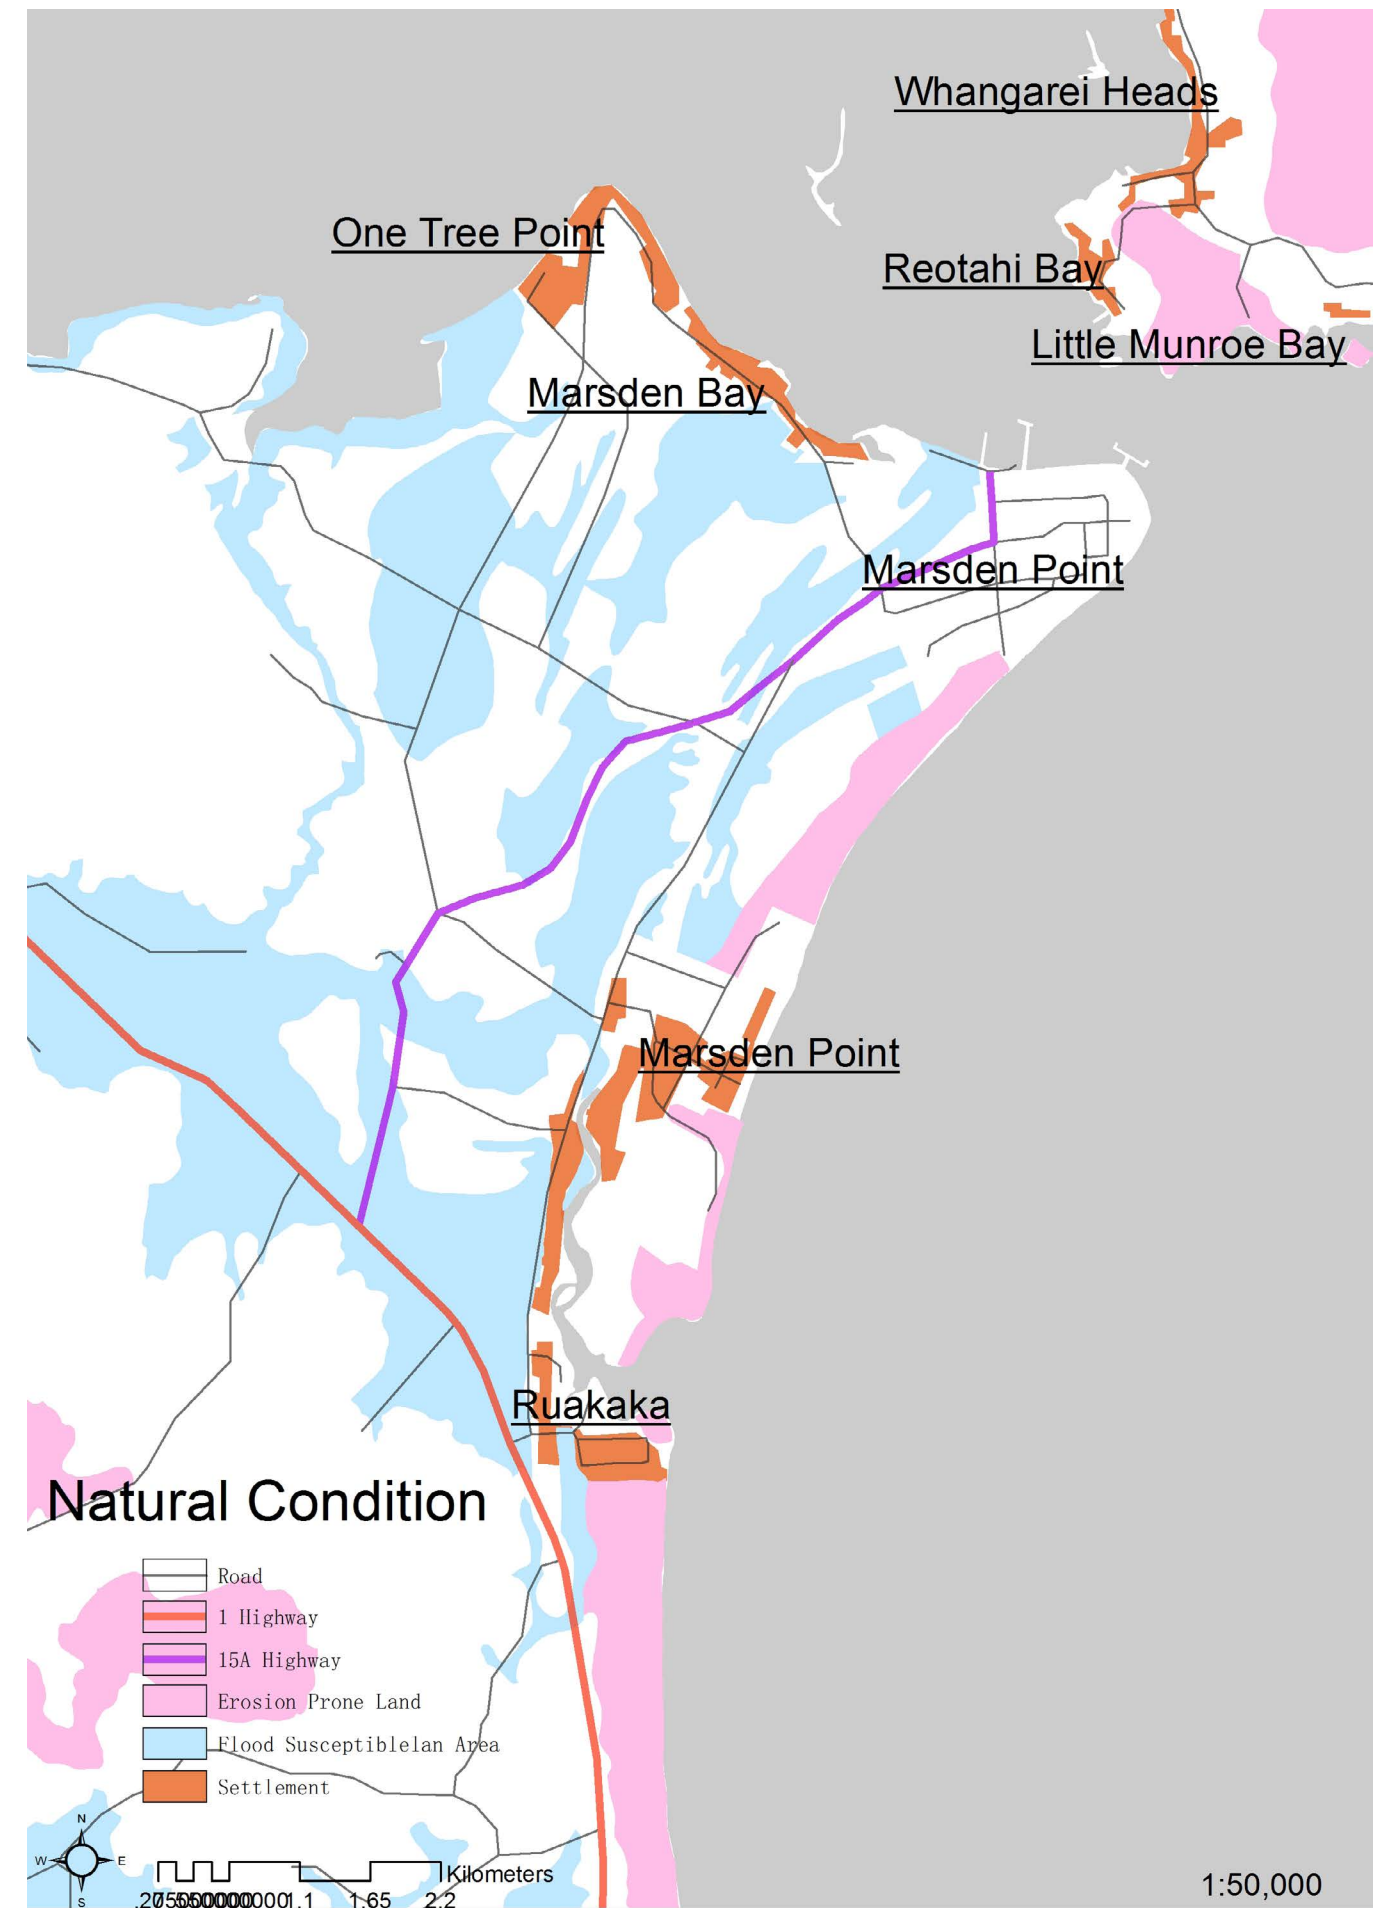 Whangarei Heads
One Tree Point
Reotahi Bay
Little Munroe Bay
Marsden Bay
Marsden Point
Marsden Point
Ruakaka
Natural Condition
Road
1 Highway
15A Highway
Erosion Prone Land
Flood Susceptiblelan Area
Settlement
N
W E
S
Kilometers
1.1 1.65 2.2
1:50,000